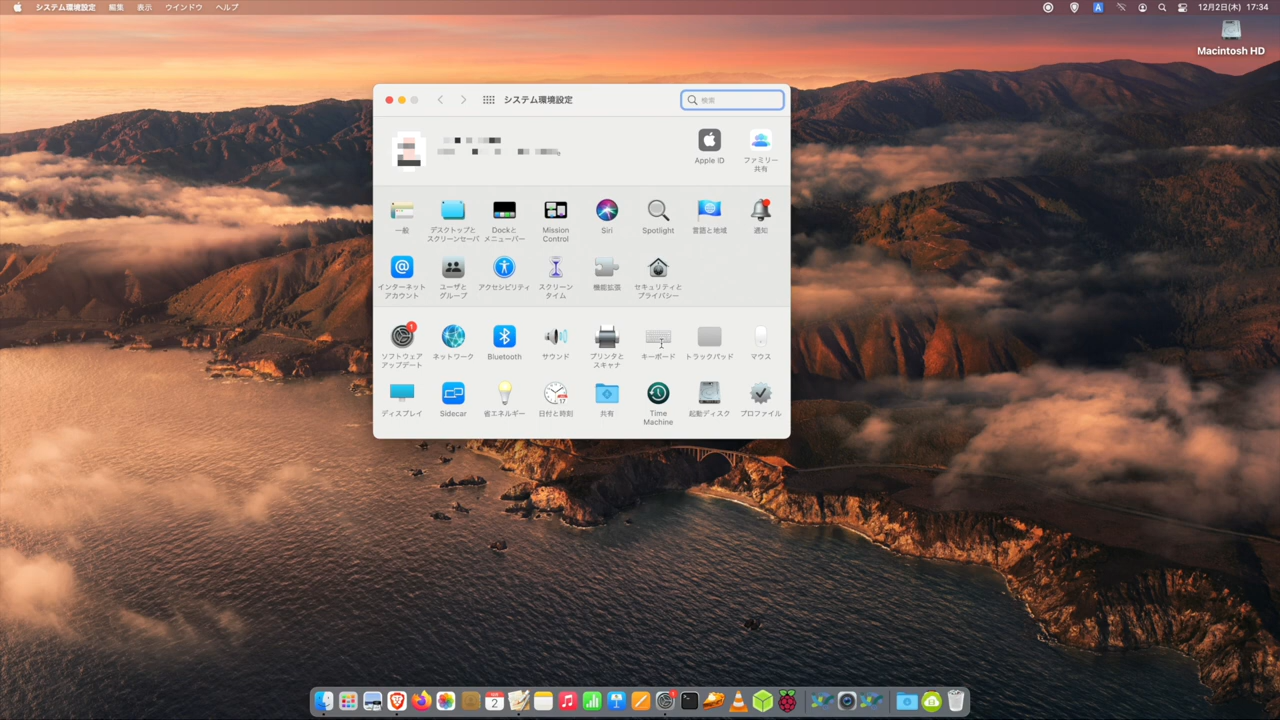 システム環境設定 編集 表示 ウインドウ ヘルプ
A
12月2日(木) 17:34
Macintosh HD
システム環境設定
検索
Apple ID
ファミリー
共有
一般
デスクトップと
スクリーンセーバ
Dockと
メニューバー
Mission
Control
Siri
Spotlight
言語と地域
通知
インターネット
アカウント
ユーザと
グループ
アクセシビリティ
スクリーン
タイム
機能拡張
セキュリティと
プライバシー
1
ソフトウェア
アップデート
ネットワーク
Bluetooth
サウンド
プリンタと
スキャナ
キーボード
トラックパッド
マウス
17
ディスプレイ
Sidecar
省エネルギー
日付と時刻
共有
Time
Machine
起動ディスク
プロファイル
2